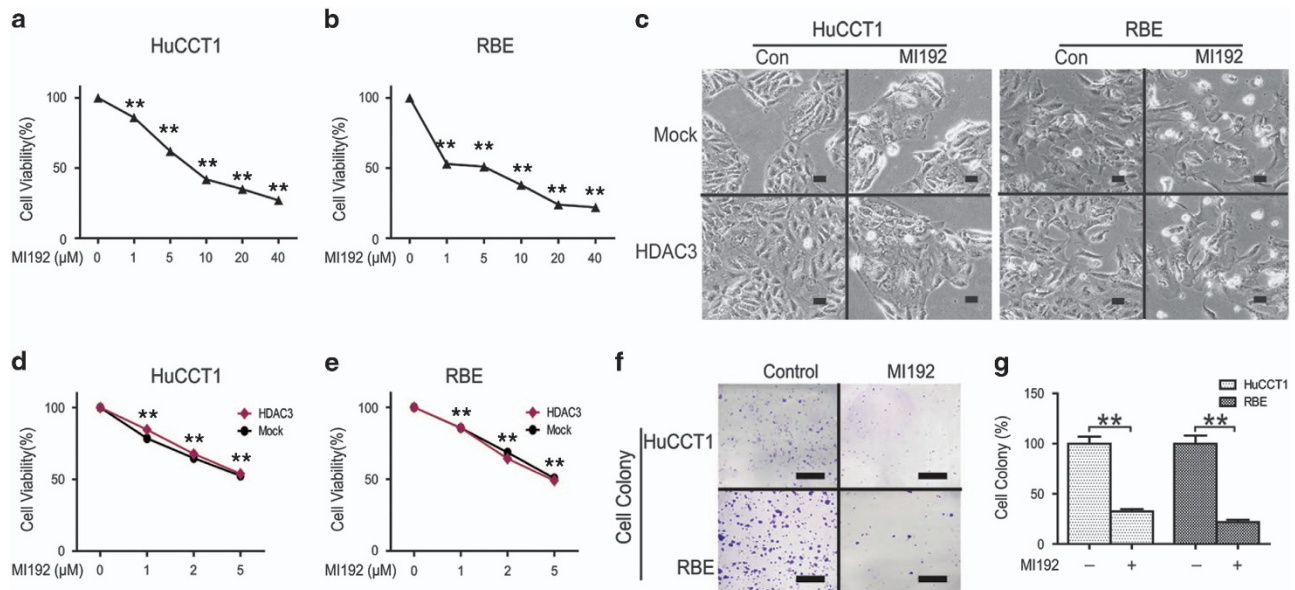 a
HuCCT1
Cell Viability(%)
100
**
**
**
**
**
50
0
MI192 (μM) 0 1 5 10 20 40
b
RBE
Cell Viability(%)
100
**
**
**
**
**
50
0
MI192 (μM) 0 1 5 10 20 40
c
HuCCT1 RBE
Con MI192 Con MI192
Mock
HDAC3
d
HuCCT1
Cell Viability(%)
100
**
**
**
HDAC3
Mock
50
0
MI192 (μM) 0 1 2 5
e
RBE
Cell Viability(%)
100
**
**
**
HDAC3
Mock
50
0
MI192 (μM) 0 1 2 5
f
Control MI192
Cell Colony
HuCCT1
RBE
g
HuCCT1
RBE
Cell Colony (%)
150
100
50
0
** **
MI192 – + – +